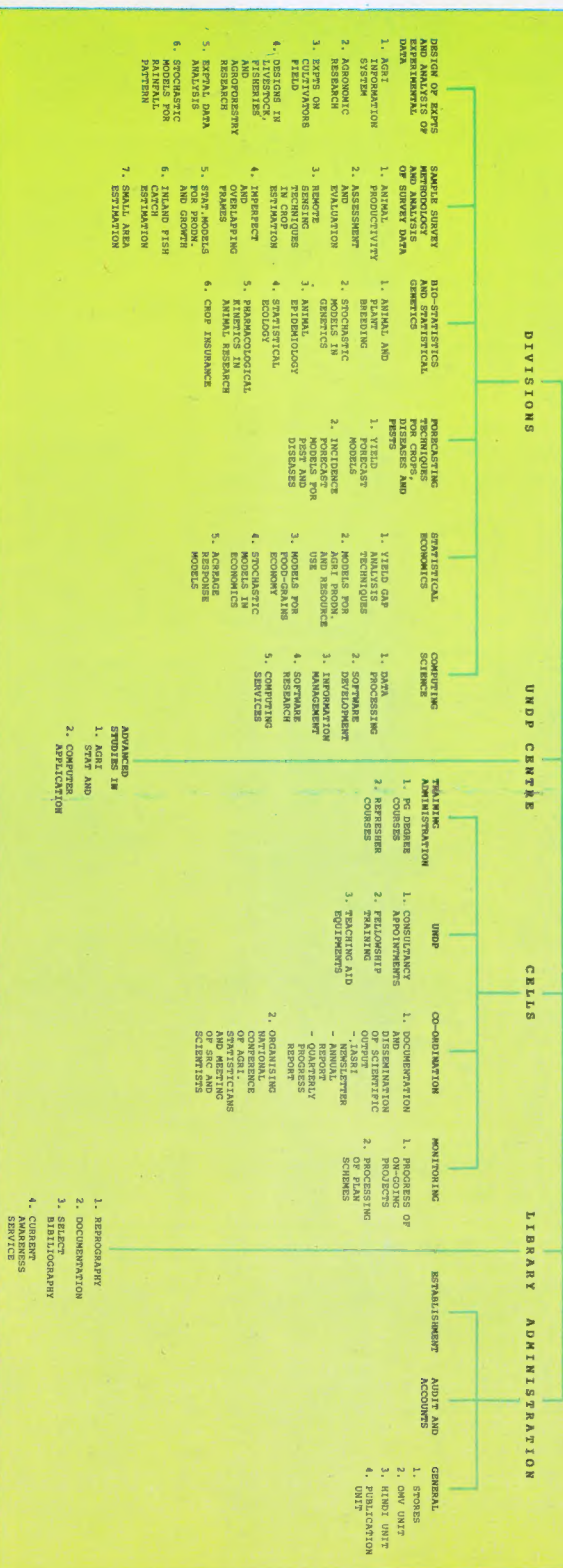 DIVISIONS
UNDP CENTRE
CELLS
LIBRARY
ADMINISTRATION
DESIGN OF EXPTS
AND ANALYSIS OF
EXPERIMENTAL
DATA
1. AGRI
INFORMATION
SYSTEM
2. AGRONOMIC
RESEARCH
3. EXPTS ON
CULTIVATORS
FIELD
4. DESIGNS IN
LIVESTOCK,
FISHERIES
AND
AGROFORESTRY
RESEARCH
5. EXPTAL DATA
ANALYSIS
6. STOCHASTIC
MODELS FOR
RAINFALL
PATTERN
SAMPLE SURVEY
METHODOLOGY
AND ANALYSIS
OF SURVEY DATA
1. ANIMAL
PRODUCTIVITY
2. ASSESSMENT
AND
EVALUATION
3. REMOTE
SENSING
TECHNIQUES
IN CROP
ESTIMATION
4. IMPERFECT
AND
OVERLAPPING
FRAMES
5. STAT.MODELS
FOR PRODN.
AND GROWTH
6. INLAND FISH
CATCH
ESTIMATION
7. SMALL AREA
ESTIMATION
BIO-STATISTICS
AND STATISTICAL
GENETICS
1. ANIMAL AND
PLANT
BREEDING
2. STOCHASTIC
MODELS IN
GENETICS
3. ANIMAL
EPIDEMIOLOGY
4. STATISTICAL
ECOLOGY
5. PHARMACOLOGICAL
KINETICS IN
ANIMAL RESEARCH
6. CROP INSURANCE
FORECASTING
TECHNIQUES
FOR CROPS,
DISEASES AND
PESTS
1. YIELD
FORECAST
MODELS
2. INCIDENCE
FORECAST
MODELS FOR
PEST AND
DISEASES
STATISTICAL
ECONOMICS
1. YIELD GAP
ANALYSIS
TECHNIQUES
2. MODELS FOR
AGRI PRODN.
AND RESOURCE
USE
3. MODELS FOR
FOOD-GRAINS
ECONOMY
4. STOCHASTIC
MODELS IN
ECONOMICS
5. ACREAGE
RESPONSE
MODELS
COMPUTING
SCIENCE
1. DATA
PROCESSING
2. SOFTWARE
DEVELOPMENT
3. INFORMATION
MANAGEMENT
4. SOFTWARE
RESEARCH
5. COMPUTING
SERVICES
ADVANCED
STUDIES IN
1. AGRI
STAT AND
2. COMPUTER
APPLICATION
TRAINING
ADMINISTRATION
1. PG DEGREE
COURSES
2. REFRESHER
COURSES
UNDP
1. CONSULTANCY
APPOINTMENTS
2. FELLOWSHIP
TRAINING
3. TEACHING AID
EQUIPMENTS
CO-ORDINATION
1. DOCUMENTATION
AND
DISSEMINATION
OF SCIENTIFIC
OUTPUT
-.IASRI
NEWSLETTER
- ANNUAL
REPORT
- QUARTERLY
PROGRESS
REPORT
2. ORGANISING
NATIONAL
CONFERENCE
OF AGRI.
STATISTICIANS
AND MEETING
OF SRC AND
SCIENTISTS
MONITORING
1. PROGRESS OF
ON-GOING
PROJECTS
2. PROCESSING
OF PLAN
SCHEMES
1. REPROGRAPHY
2. DOCUMENTATION
3. SELECT
BIBILIOGRAPHY
4. CURRENT
AWARENESS
SERVICE
ESTABLISHMENT
AUDIT AND
ACCOUNTS
GENERAL
1. STORES
2. OMV UNIT
3. HINDI UNIT
4. PUBLICATION
UNIT